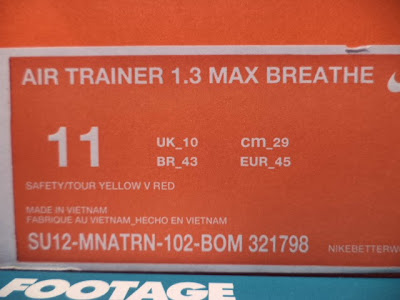 AIR TRAINER 1.3 MAX BREATHE
11
UK_10 cm_29
BR_43 EUR_45
SAFETY/TOUR YELLOW V RED
MADE IN VIETNAM
FABRIQUE AU VIETNAM_HECHO EN VIETNAM
SU12-MNATRN-102-BOM 321798
NIKEBETTERW
FOOTAGE